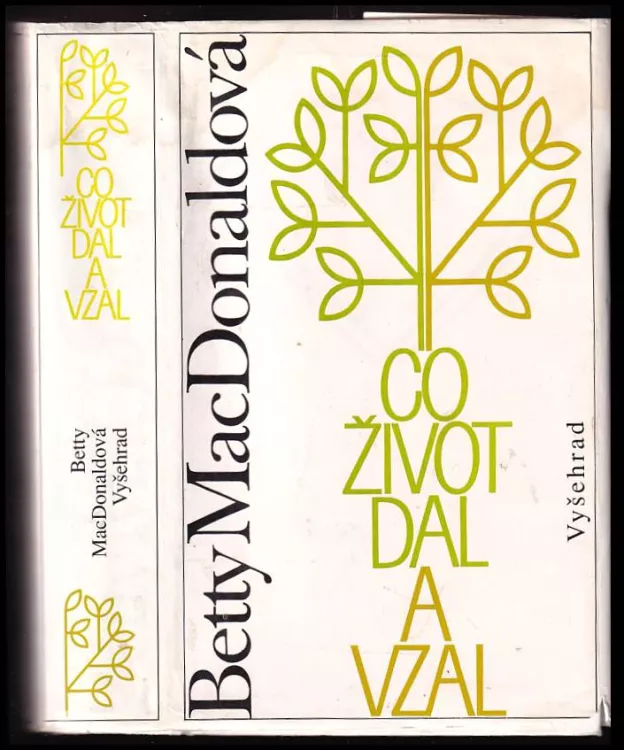 CO
ŽIVOT
DAL
A
VZAL
Betty
MacDonaldová
Vyšehrad
Betty MacDonaldová
CO
ŽIVOT
DAL
A
VZAL
Vyšehrad